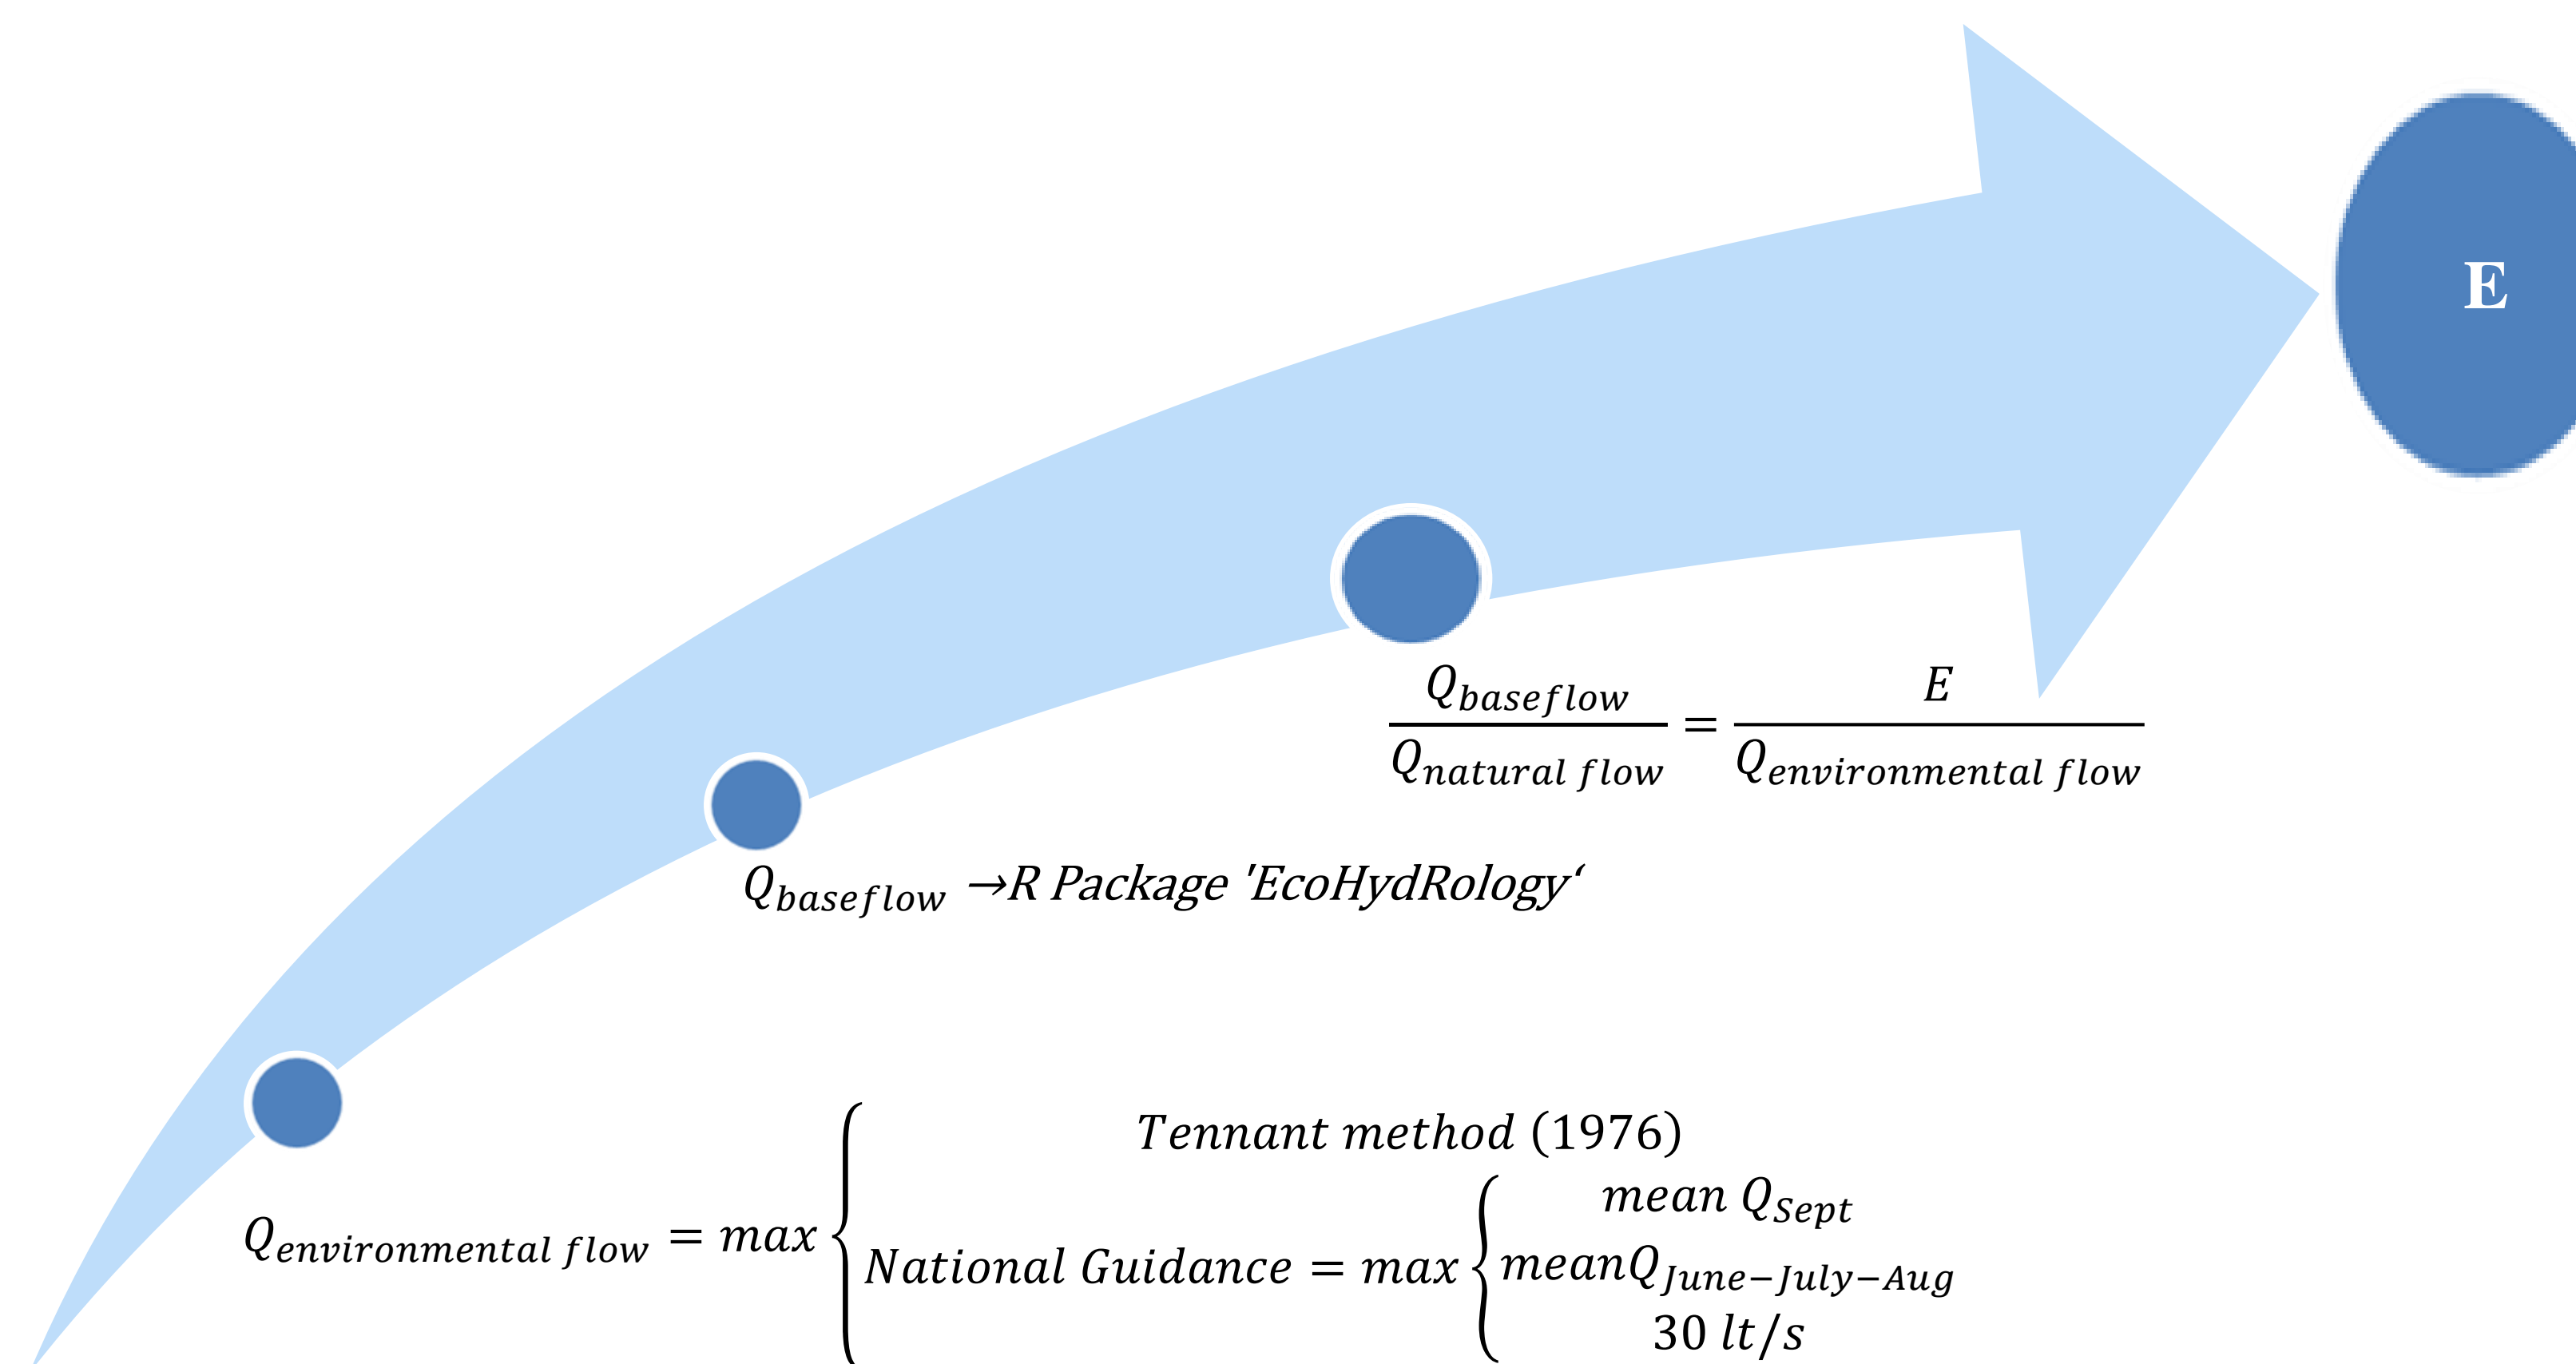 E
Q_baseflow / Q_natural flow = E / Q_environmental flow
Q_baseflow →R Package 'EcoHydRology‘
Tennant method (1976)
Q_environmental flow = max { National Guidance = max {
mean Q_Sept
meanQ_June−July−Aug
30 lt/s